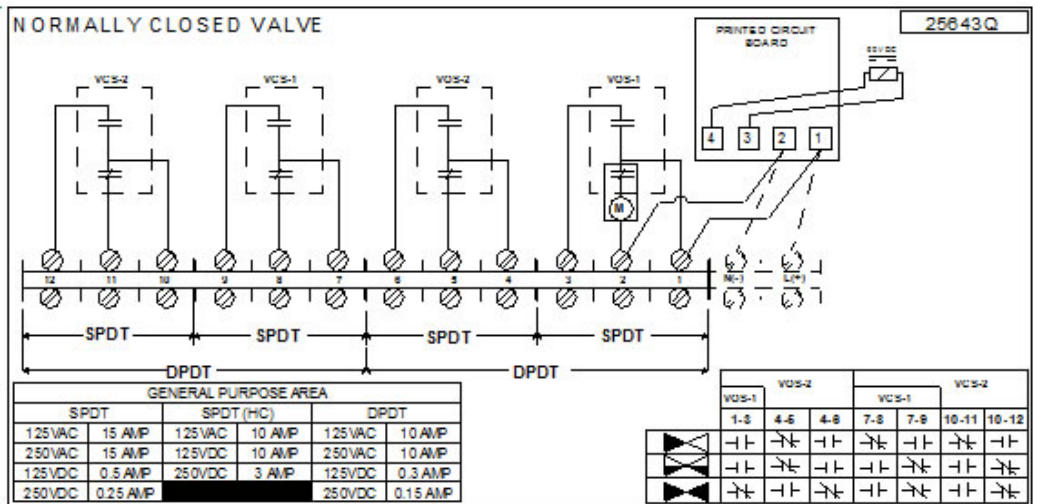 NORMALLY CLOSED VALVE
25643Q
PRINTED CIRCUIT
BOARD
VCS-2
VCS-1
VOS-2
VOS-1
4 3 2 1
M
12 11 10 9 8 7 6 5 4 3 2 1 N(-) L(+)
SPDT SPDT SPDT SPDT
DPDT DPDT
GENERAL PURPOSE AREA
SPDT SPDT (HC) DPDT
125VAC 15 AMP 125VAC 10 AMP 125VAC 10 AMP
250VAC 15 AMP 125VDC 10 AMP 250VAC 10 AMP
125VDC 0.5 AMP 250VDC 3 AMP 125VDC 0.3 AMP
250VDC 0.25 AMP 250VDC 0.15 AMP
VOS-2 VCS-2
VOS-1 VCS-1
1-3 4-5 4-6 7-8 7-9 10-11 10-12